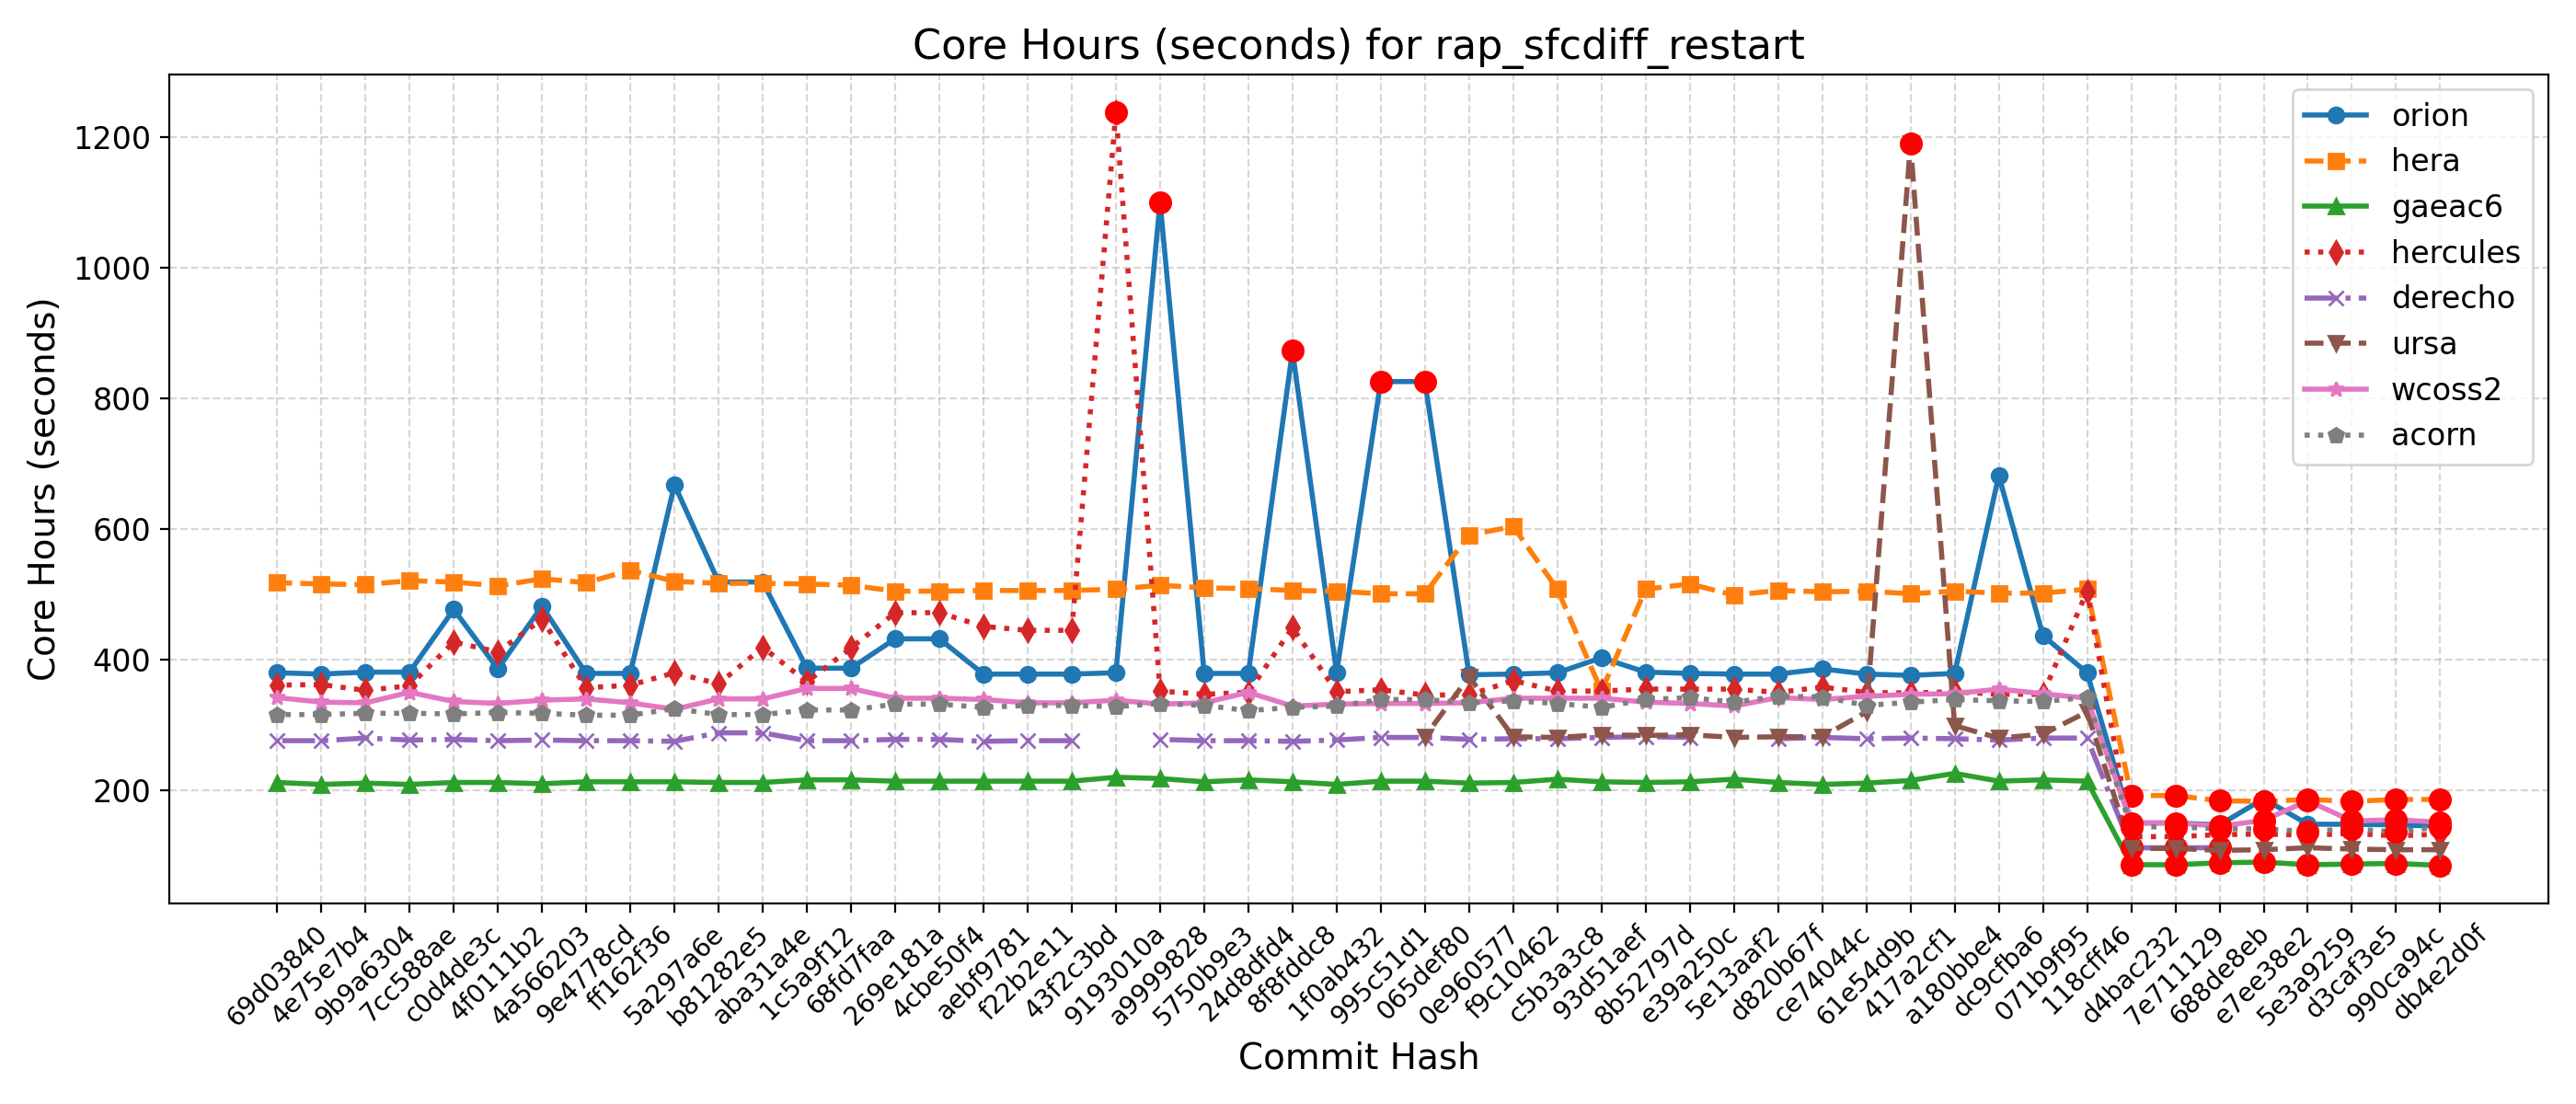 Core Hours (seconds) for rap_sfcdiff_restart
Core Hours (seconds)
1200
1000
800
600
400
200
orion
hera
gaeac6
hercules
derecho
ursa
wcoss2
acorn
69d03840
4e75e7b4
9b9a6304
7cc588ae
c0d4de3c
4f0111b2
4a566203
9e4778cd
ff162f36
5a297a6e
b81282e5
aba31a4e
1c5a9f12
68fd7faa
269e181a
4cbe50f4
aebf9781
f22b2e11
43f2c3bd
9193010a
a9999828
5750b9e3
24d8dfd4
8f8fddc8
1f0ab432
995c51d1
065def80
0e960577
f9c10462
c5b3a3c8
93d51aef
8b52797d
e39a250c
5e13aaf2
d820b67f
ce74044c
61e54d9b
417a2cf1
a180bbe4
dc9cfba6
071b9f95
118cff46
d4bac232
7e711129
688de8eb
e7ee38e2
5e3a9259
d3caf3e5
990ca94c
db4e2d0f
Commit Hash